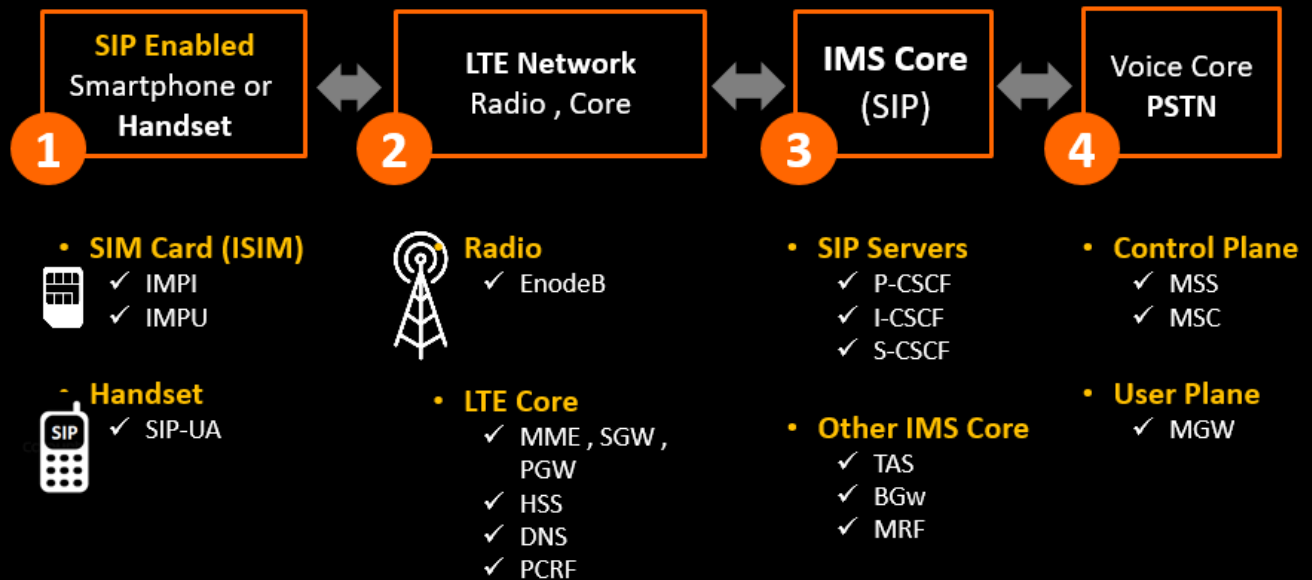 SIP Enabled
Smartphone or
Handset
1
LTE Network
Radio , Core
2
IMS Core
(SIP)
3
Voice Core
PSTN
4
• SIM Card (ISIM)
✓ IMPI
✓ IMPU
• Handset
SIP
✓ SIP-UA
• Radio
✓ EnodeB
• LTE Core
✓ MME , SGW ,
PGW
✓ HSS
✓ DNS
✓ PCRF
• SIP Servers
✓ P-CSCF
✓ I-CSCF
✓ S-CSCF
• Other IMS Core
✓ TAS
✓ BGw
✓ MRF
• Control Plane
✓ MSS
✓ MSC
• User Plane
✓ MGW